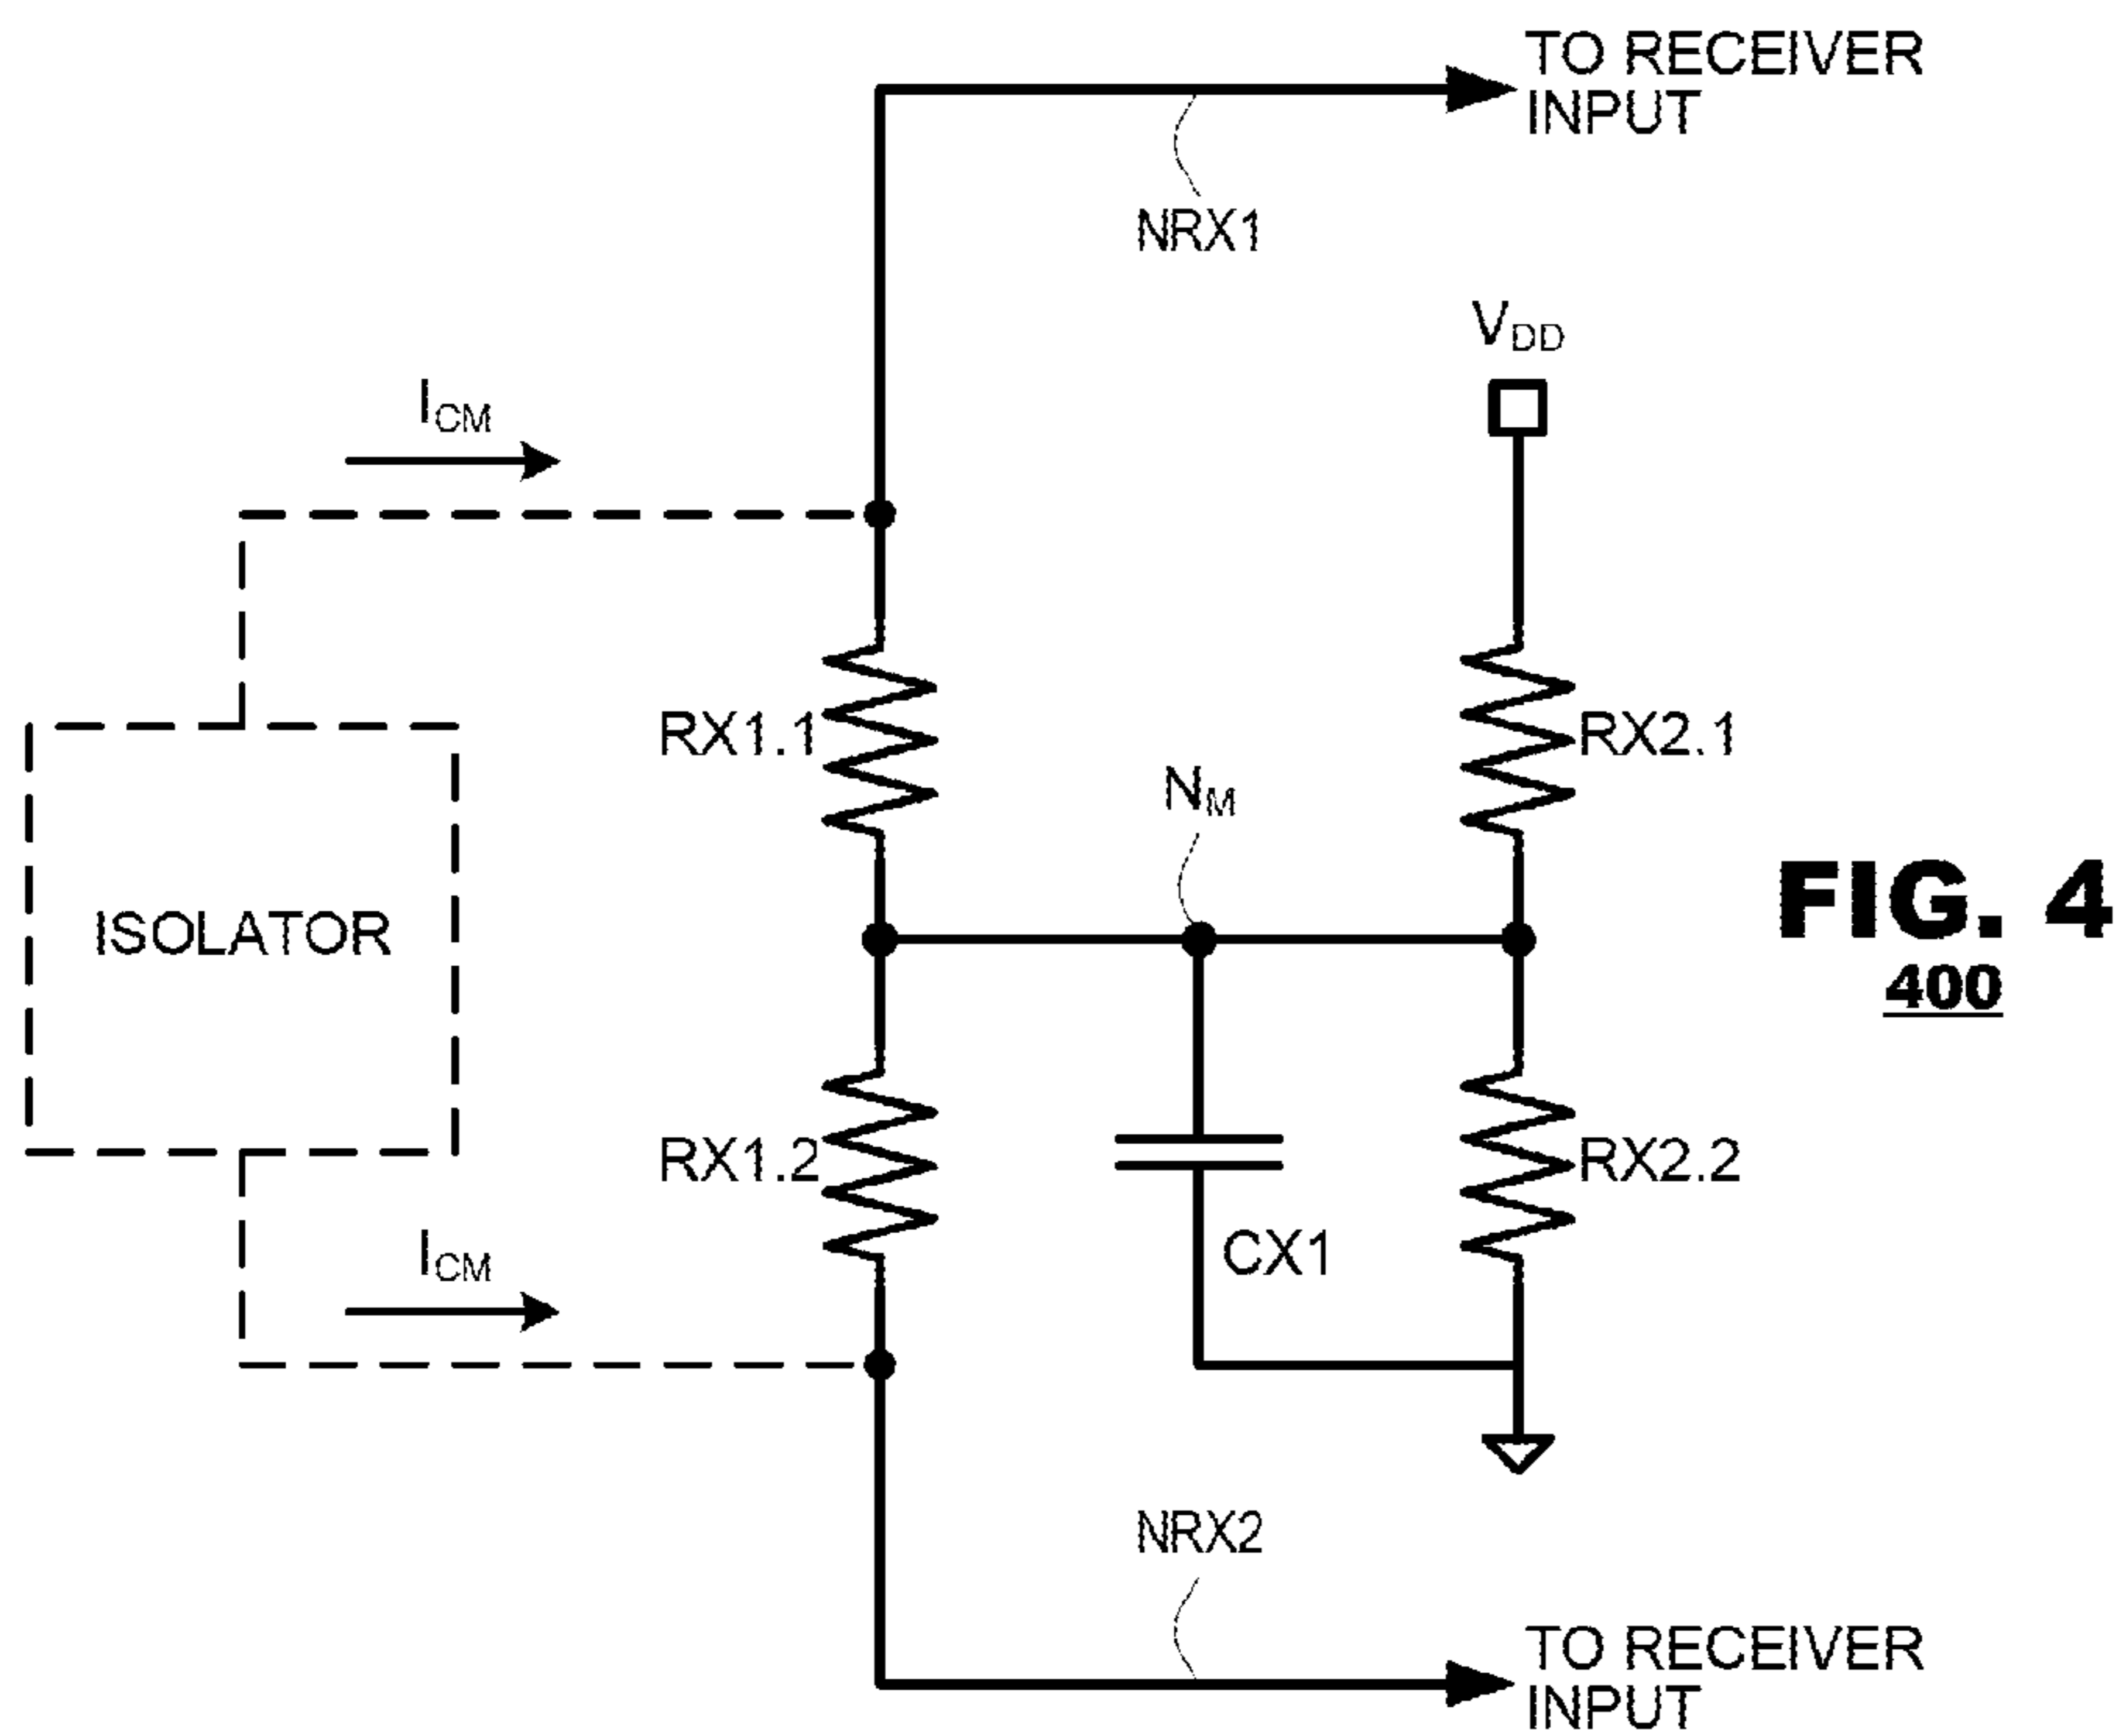 TO RECEIVER
INPUT
NRX1
VDD
ICM
RX1.1
RX2.1
NM
ISOLATOR
FIG. 4
400
RX1.2
RX2.2
CX1
ICM
NRX2
TO RECEIVER
INPUT